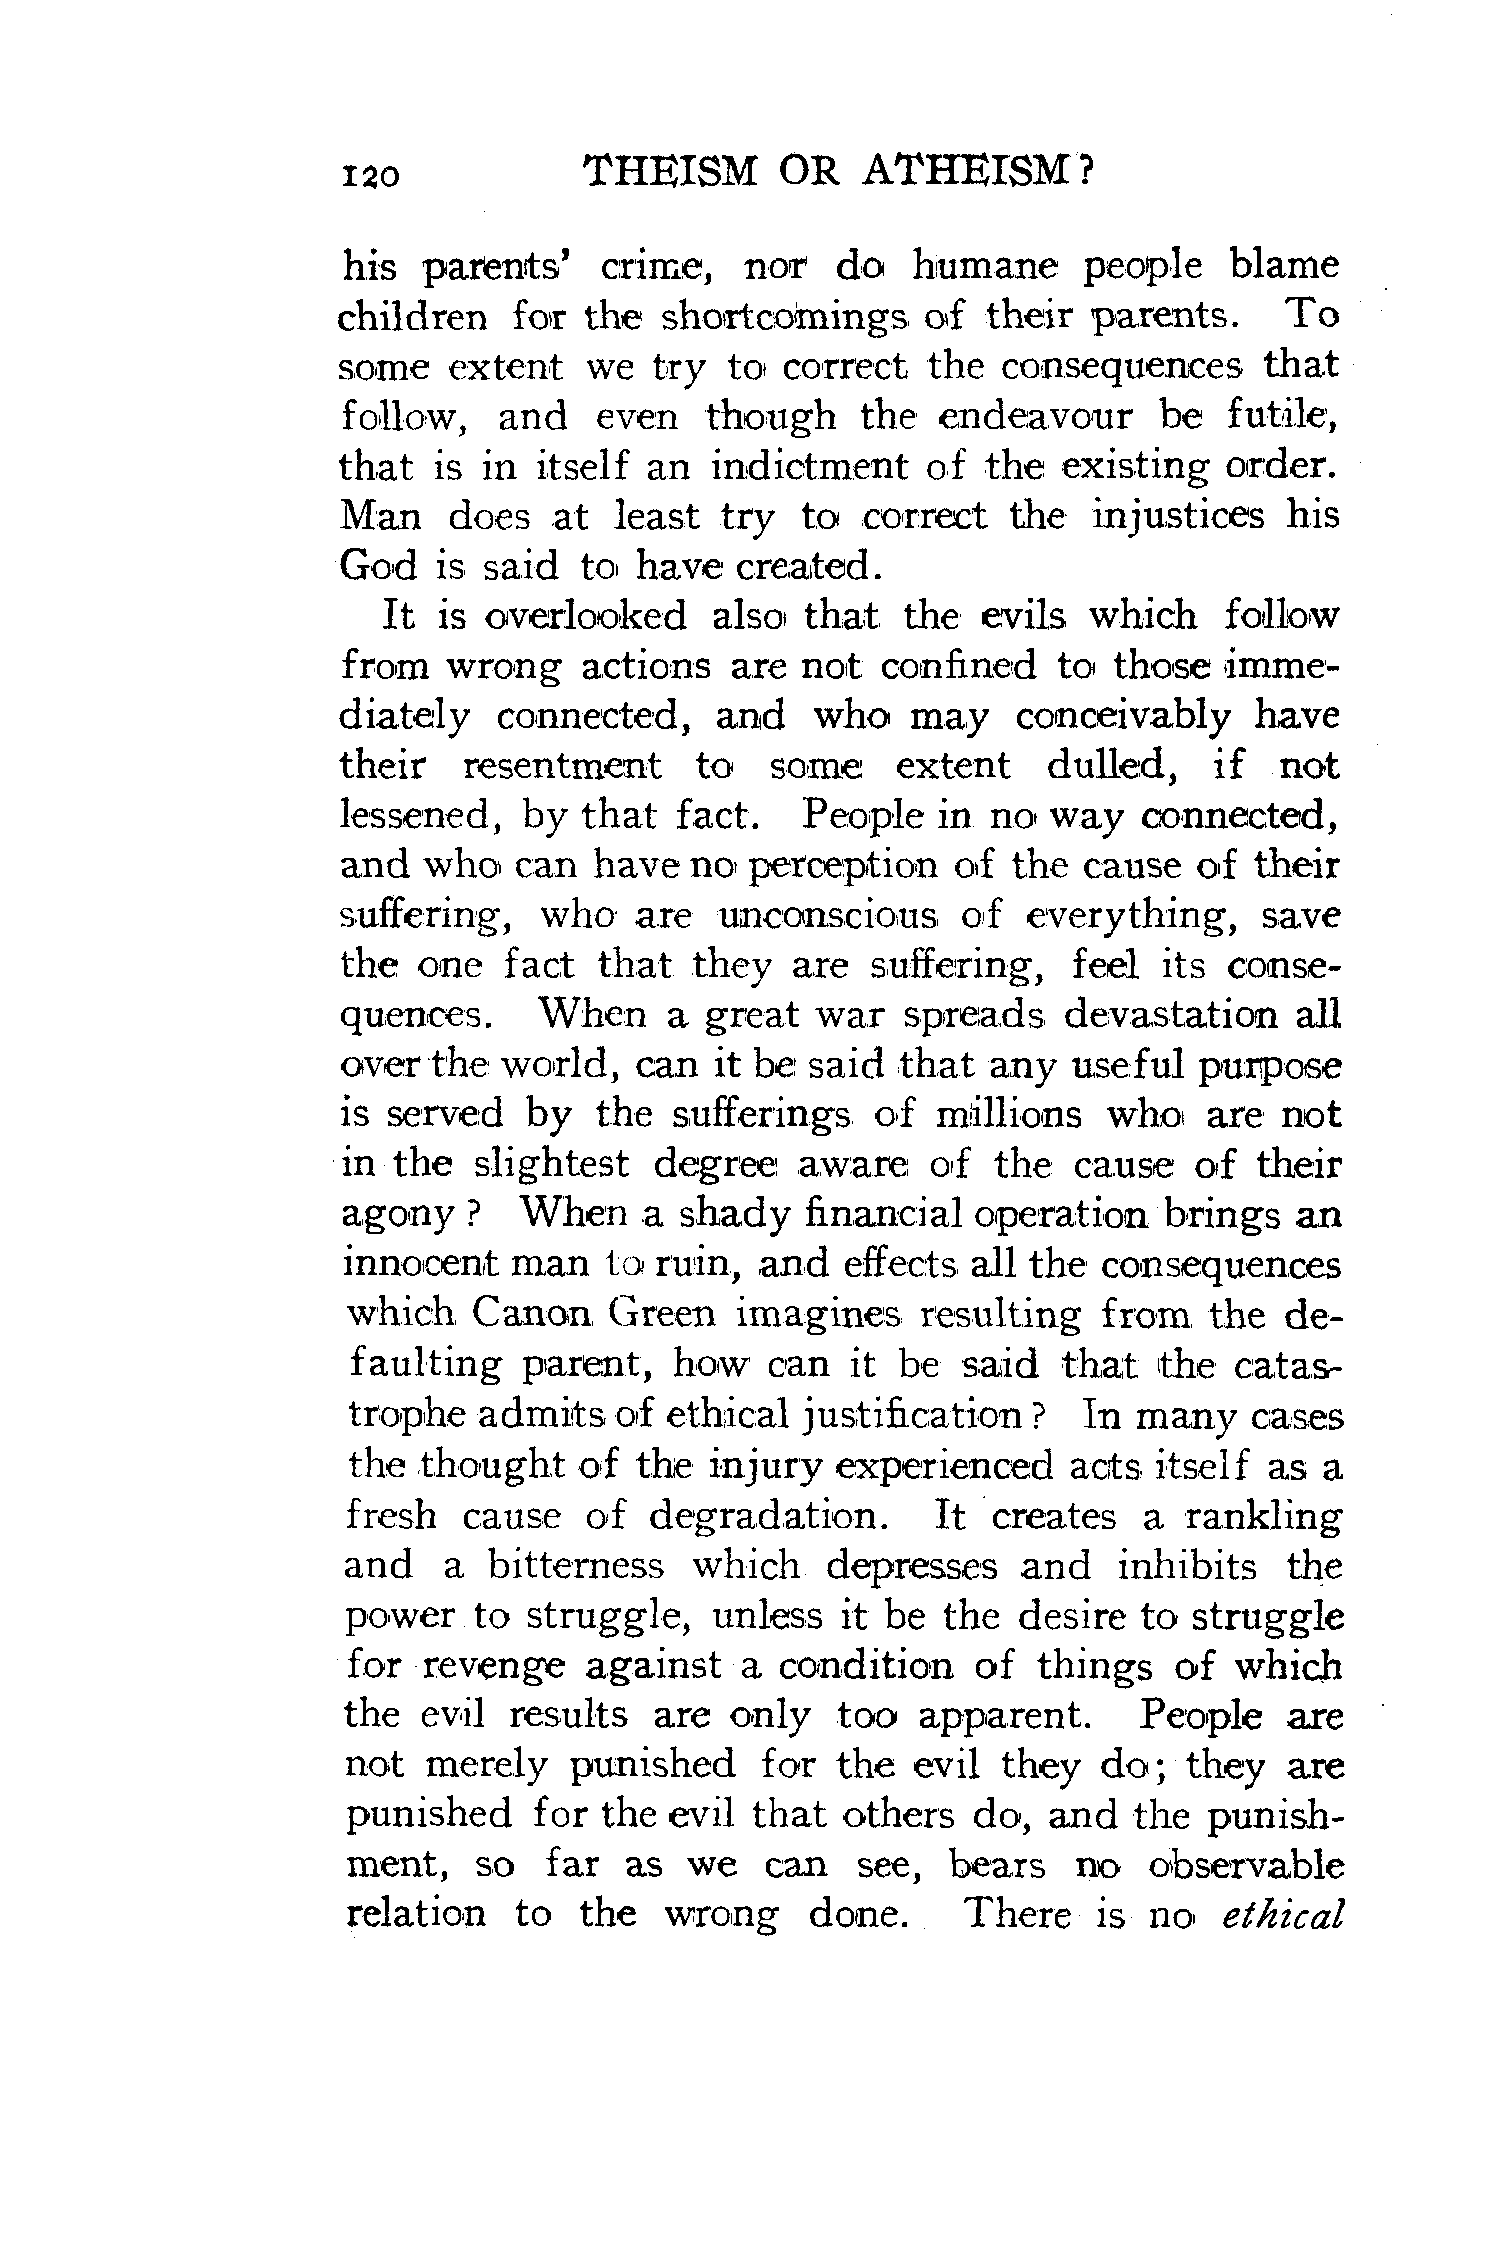 120 THEISM OR ATHEISM?
his parents' crime, nor do humane people blame
children for the shortcomings of their parents. To
some extent we try to correct the consequences that
follow, and even though the endeavour be futile,
that is in itself an indictment of the existing order.
Man does at least try to correct the injustices his
God is said to have created.
It is overlooked also that the evils which follow
from wrong actions are not confined to those imme-
diately connected, and who may conceivably have
their resentment to some extent dulled, if not
lessened, by that fact. People in no way connected,
and who can have no perception of the cause of their
suffering, who are unconscious of everything, save
the one fact that they are suffering, feel its conse-
quences. When a great war spreads devastation all
over the world, can it be said that any useful purpose
is served by the sufferings of millions who are not
in the slightest degree aware of the cause of their
agony? When a shady financial operation brings an
innocent man to ruin, and effects all the consequences
which Canon Green imagines resulting from the de-
faulting parent, how can it be said that the catas-
trophe admits of ethical justification? In many cases
the thought of the injury experienced acts itself as a
fresh cause of degradation. It creates a rankling
and a bitterness which depresses and inhibits the
power to struggle, unless it be the desire to struggle
for revenge against a condition of things of which
the evil results are only too apparent. People are
not merely punished for the evil they do; they are
punished for the evil that others do, and the punish-
ment, so far as we can see, bears no observable
relation to the wrong done. There is no ethical